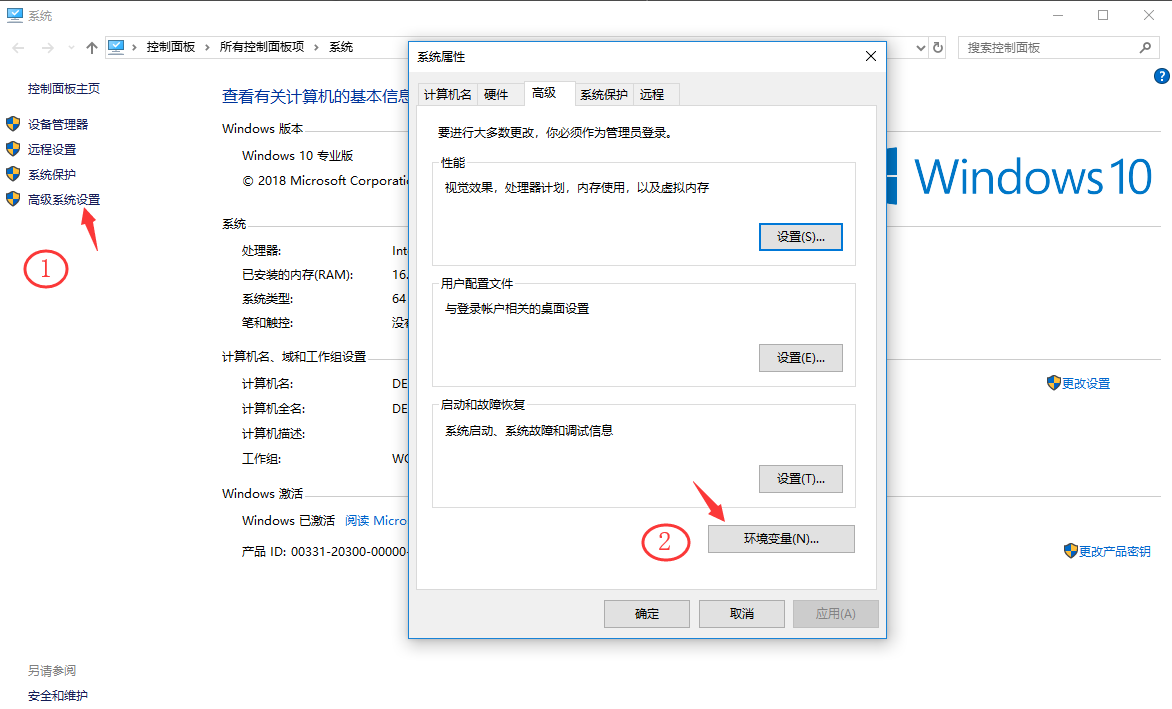 系统
控制面板 › 所有控制面板项 › 系统
搜索控制面板
控制面板主页
设备管理器
远程设置
系统保护
高级系统设置
①
查看有关计算机的基本信息
Windows 版本
Windows 10 专业版
© 2018 Microsoft Corporatio
Windows 10
系统
处理器: Int
已安装的内存(RAM): 16.
系统类型: 64
笔和触控: 没有
计算机名、域和工作组设置
计算机名: DE
计算机全名: DE
计算机描述:
工作组: WO
更改设置
Windows 激活
Windows 已激活 阅读 Micro
产品 ID: 00331-20300-00000-
更改产品密钥
另请参阅
安全和维护
系统属性
计算机名 硬件 高级 系统保护 远程
要进行大多数更改，你必须作为管理员登录。
性能
视觉效果，处理器计划，内存使用，以及虚拟内存
设置(S)...
用户配置文件
与登录帐户相关的桌面设置
设置(E)...
启动和故障恢复
系统启动、系统故障和调试信息
设置(T)...
②
环境变量(N)...
确定 取消 应用(A)